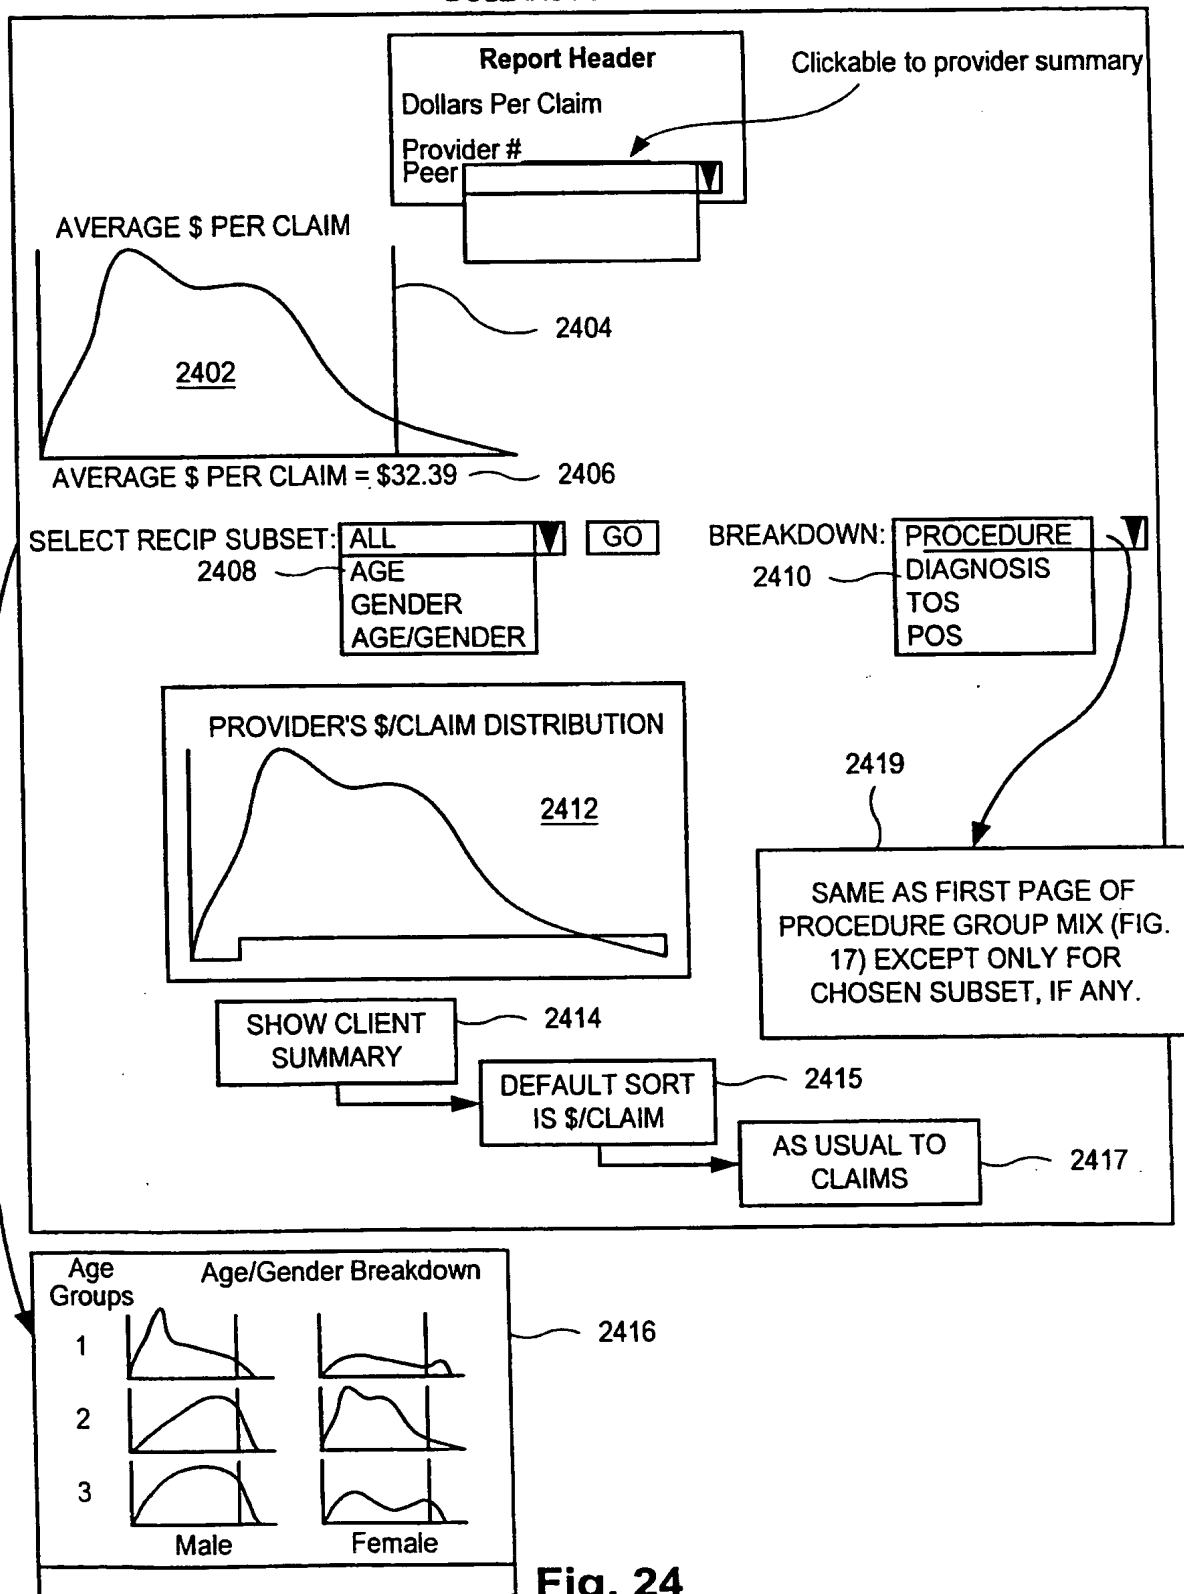 Report Header
Clickable to provider summary
Dollars Per Claim
Provider #
Peer
AVERAGE $ PER CLAIM
2404
2402
AVERAGE $ PER CLAIM = $32.39
2406
SELECT RECIP SUBSET:
ALL
GO
BREAKDOWN:
PROCEDURE
2408
AGE
GENDER
AGE/GENDER
2410
DIAGNOSIS
TOS
POS
PROVIDER'S $/CLAIM DISTRIBUTION
2412
2419
SAME AS FIRST PAGE OF
PROCEDURE GROUP MIX (FIG.
17) EXCEPT ONLY FOR
CHOSEN SUBSET, IF ANY.
SHOW CLIENT
SUMMARY
2414
DEFAULT SORT
IS $/CLAIM
2415
AS USUAL TO
CLAIMS
2417
Age
Groups
Age/Gender Breakdown
1
2416
2
3
Male
Female
Fig. 24